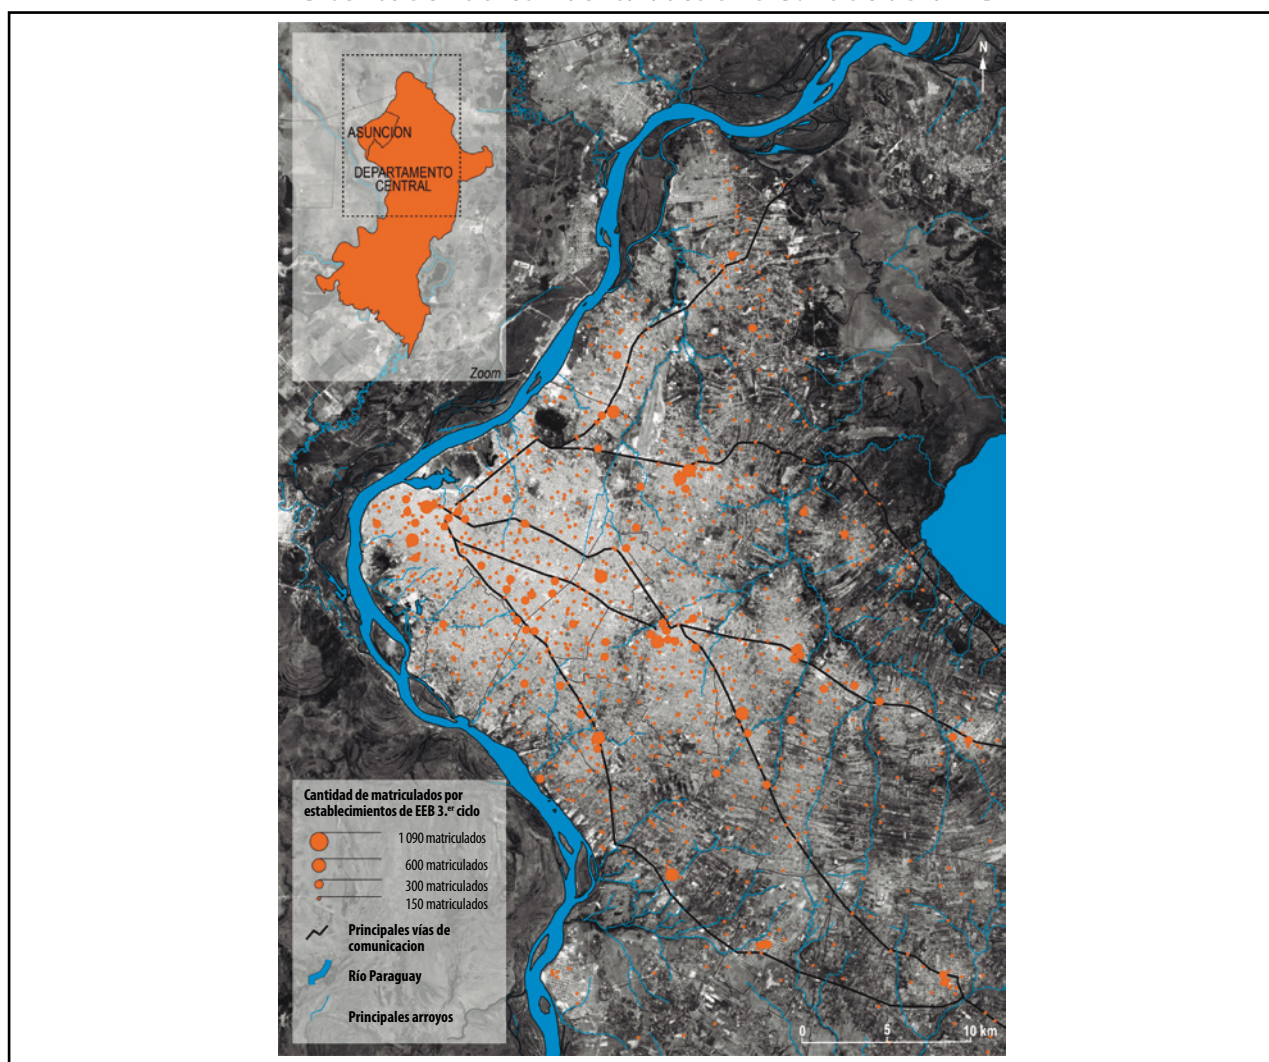 N
ASUNCIÓN
DEPARTAMENTO
CENTRAL
Zoom
Cantidad de matriculados por
establecimientos de EEB 3.er ciclo
1 090 matriculados
600 matriculados
300 matriculados
150 matriculados
Principales vías de
comunicacion
Río Paraguay
Principales arroyos
0 5 10 km